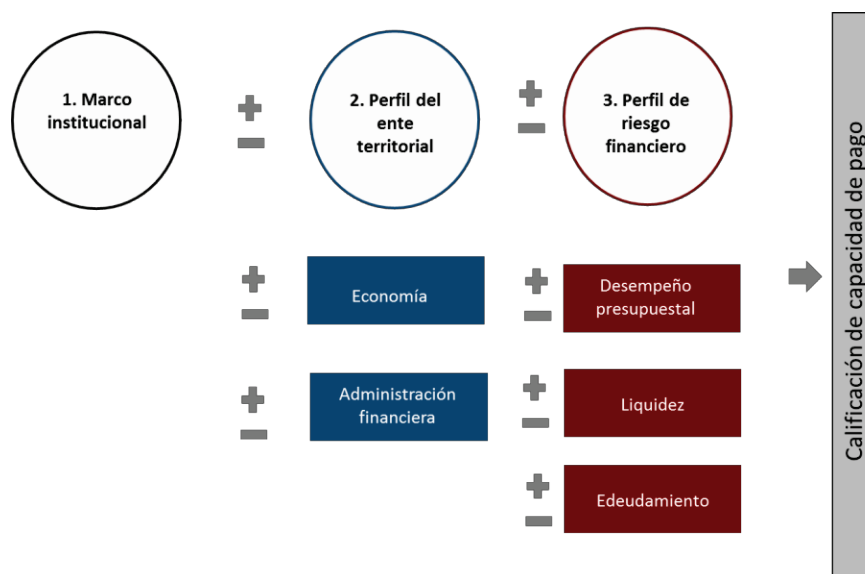 1. Marco
institucional
2. Perfil del
ente
territorial
3. Perfil de
riesgo
financiero
Economía
Desempeño
presupuestal
Administración
financiera
Liquidez
Edeudamiento
Calificación de capacidad de pago